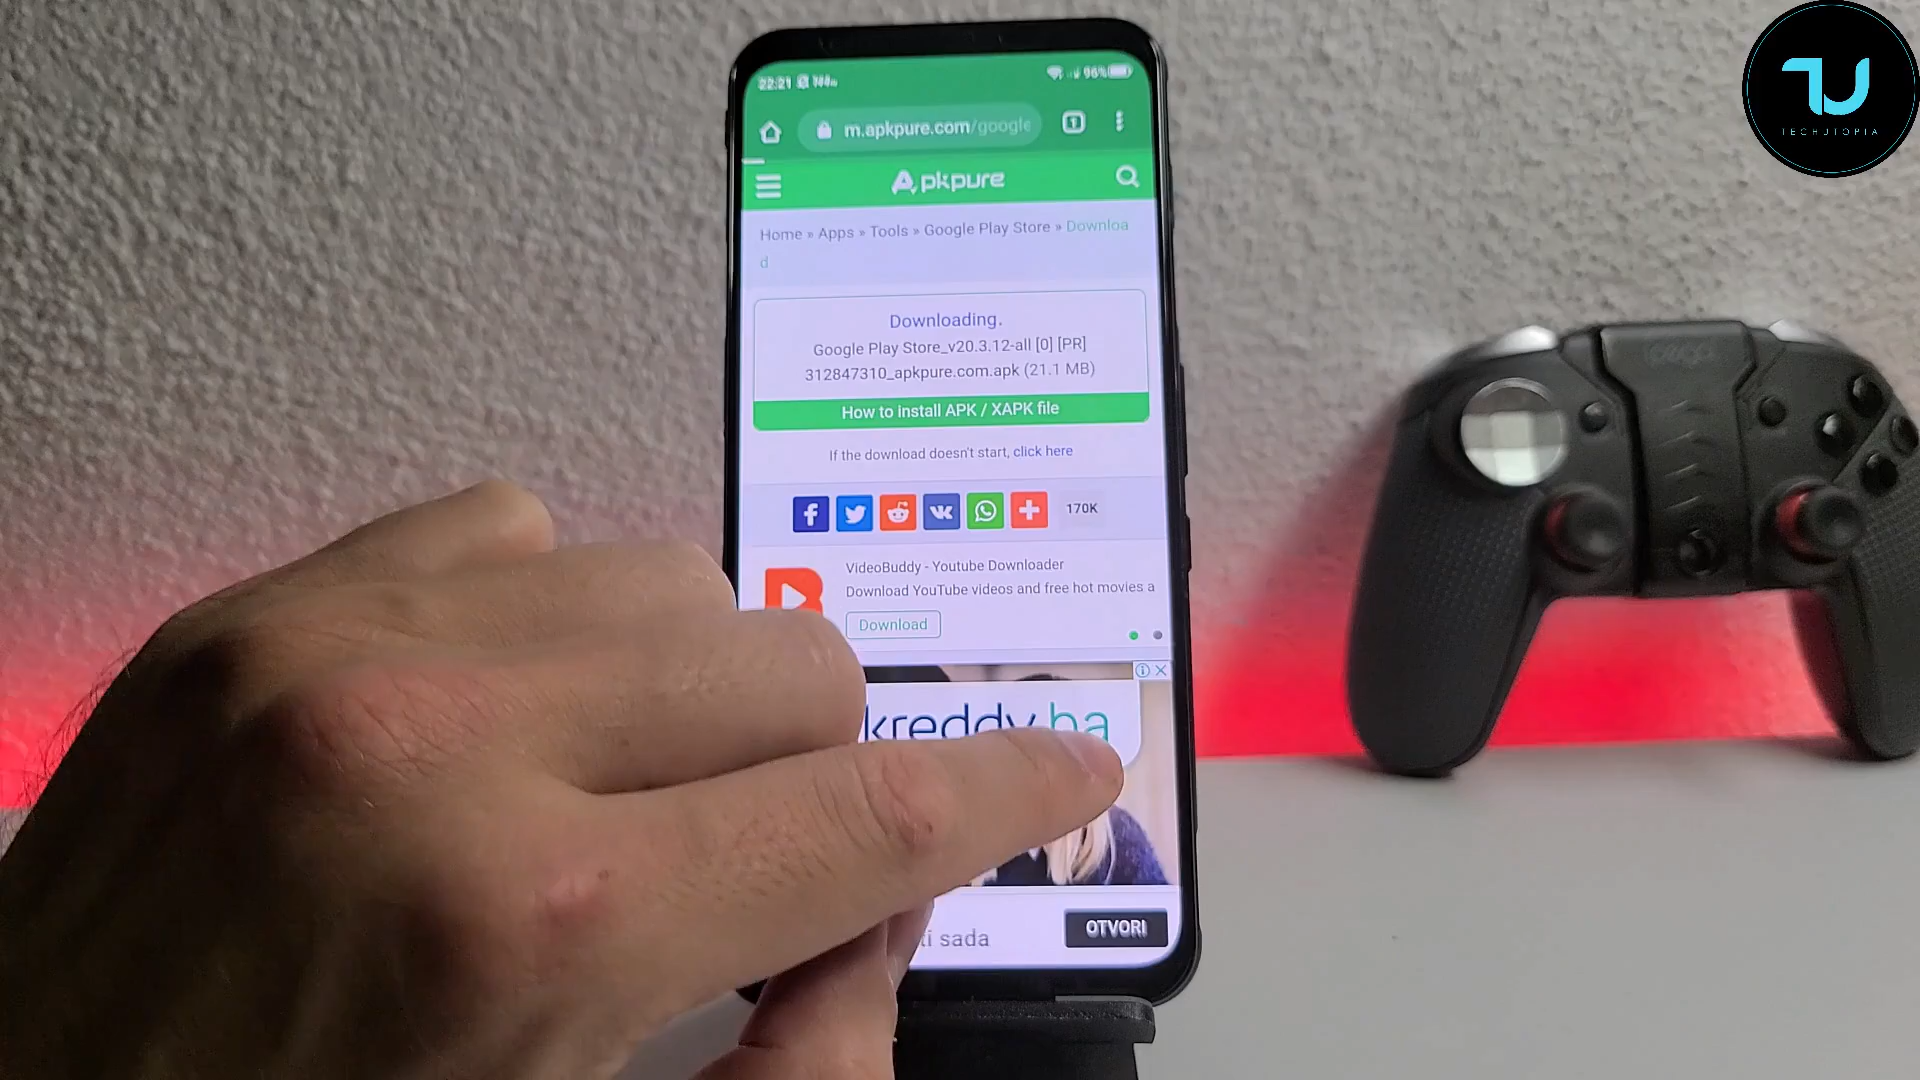 TECHUTOPIA
22:21
96%
m.apkpure.com/google
1
Apkpure
Home » Apps » Tools » Google Play Store » Downloa
d
Downloading.
Google Play Store_v20.3.12-all [0] [PR]
312847310_apkpure.com.apk (21.1 MB)
How to install APK / XAPK file
If the download doesn't start, click here
170K
VideoBuddy - Youtube Downloader
Download YouTube videos and free hot movies a
Download
kreddy.ba
ti sada
OTVORI